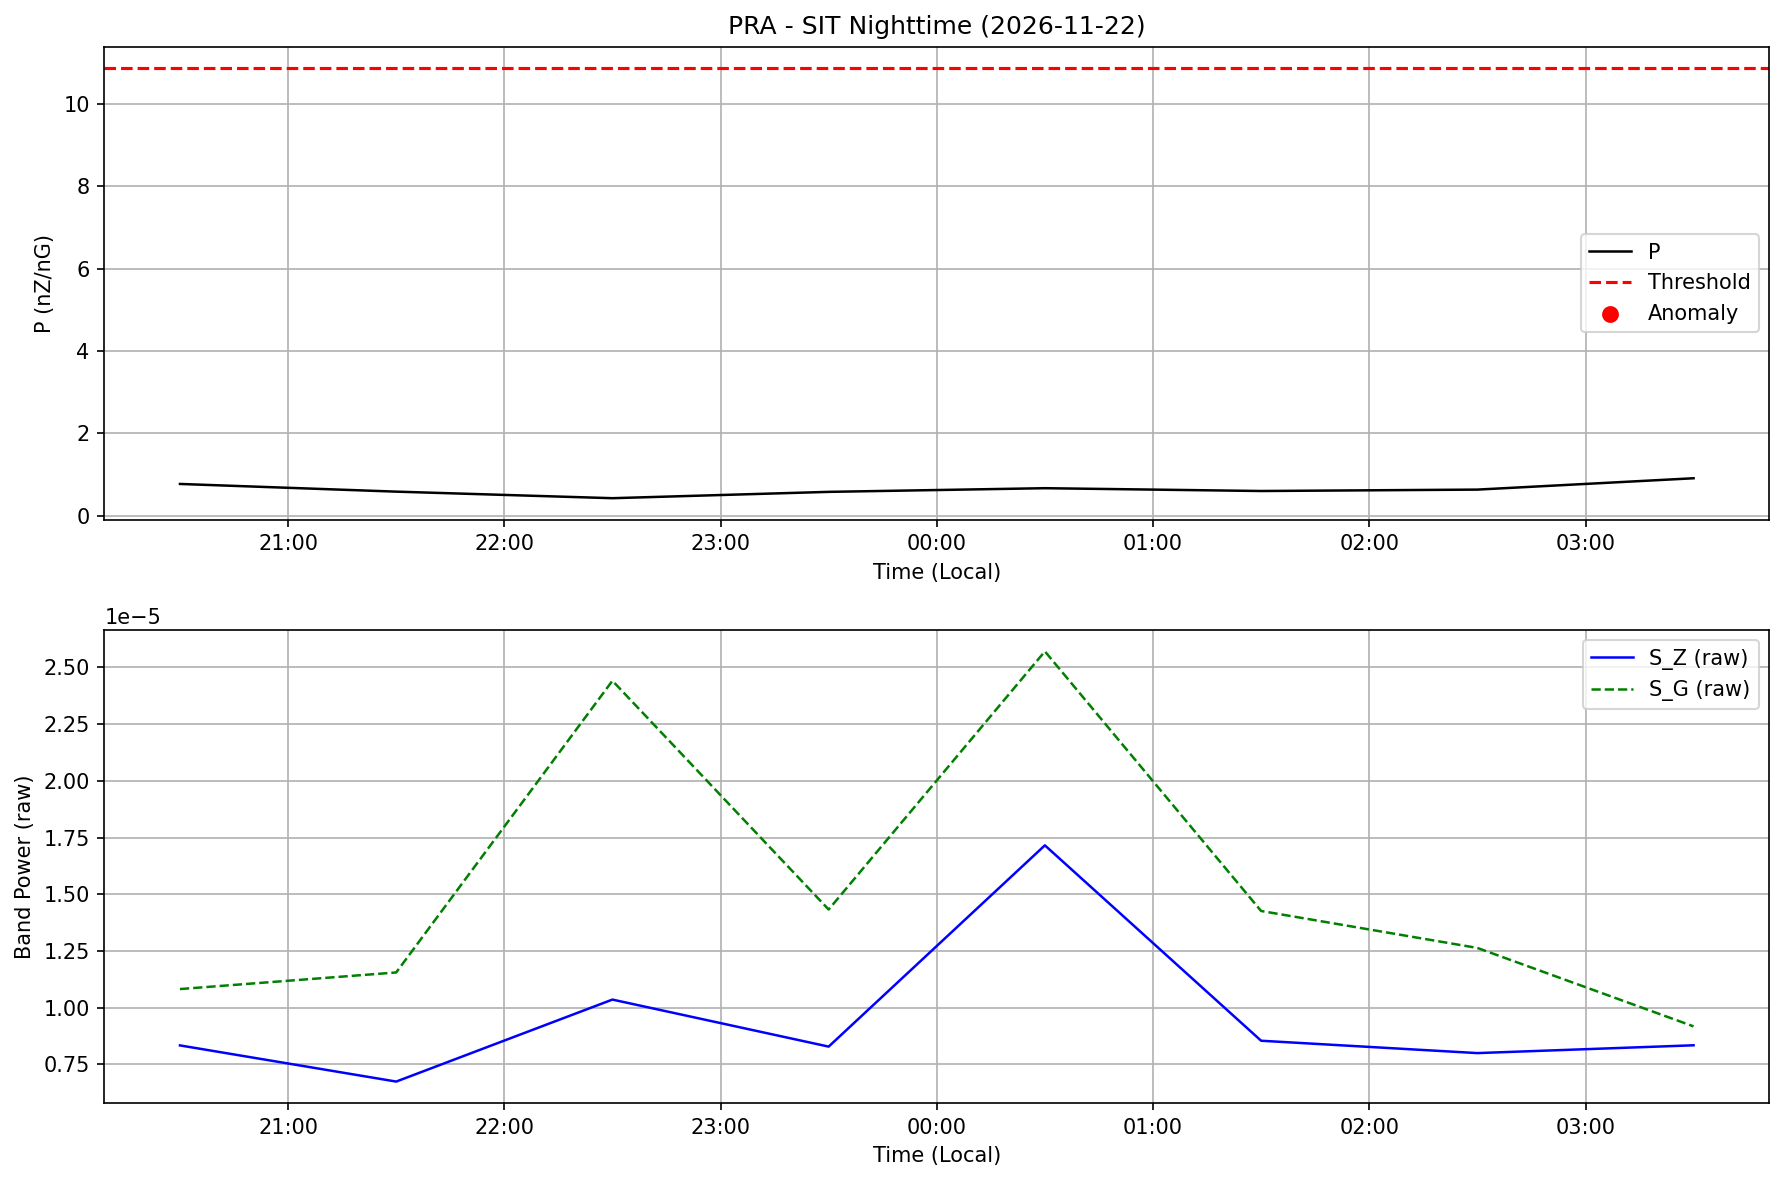 PRA - SIT Nighttime (2026-11-22)
P (nZ/nG)
10
8
6
4
2
0
P
Threshold
Anomaly
21:00 22:00 23:00 00:00 01:00 02:00 03:00
Time (Local)
1e−5
Band Power (raw)
2.50
2.25
2.00
1.75
1.50
1.25
1.00
0.75
S_Z (raw)
S_G (raw)
21:00 22:00 23:00 00:00 01:00 02:00 03:00
Time (Local)